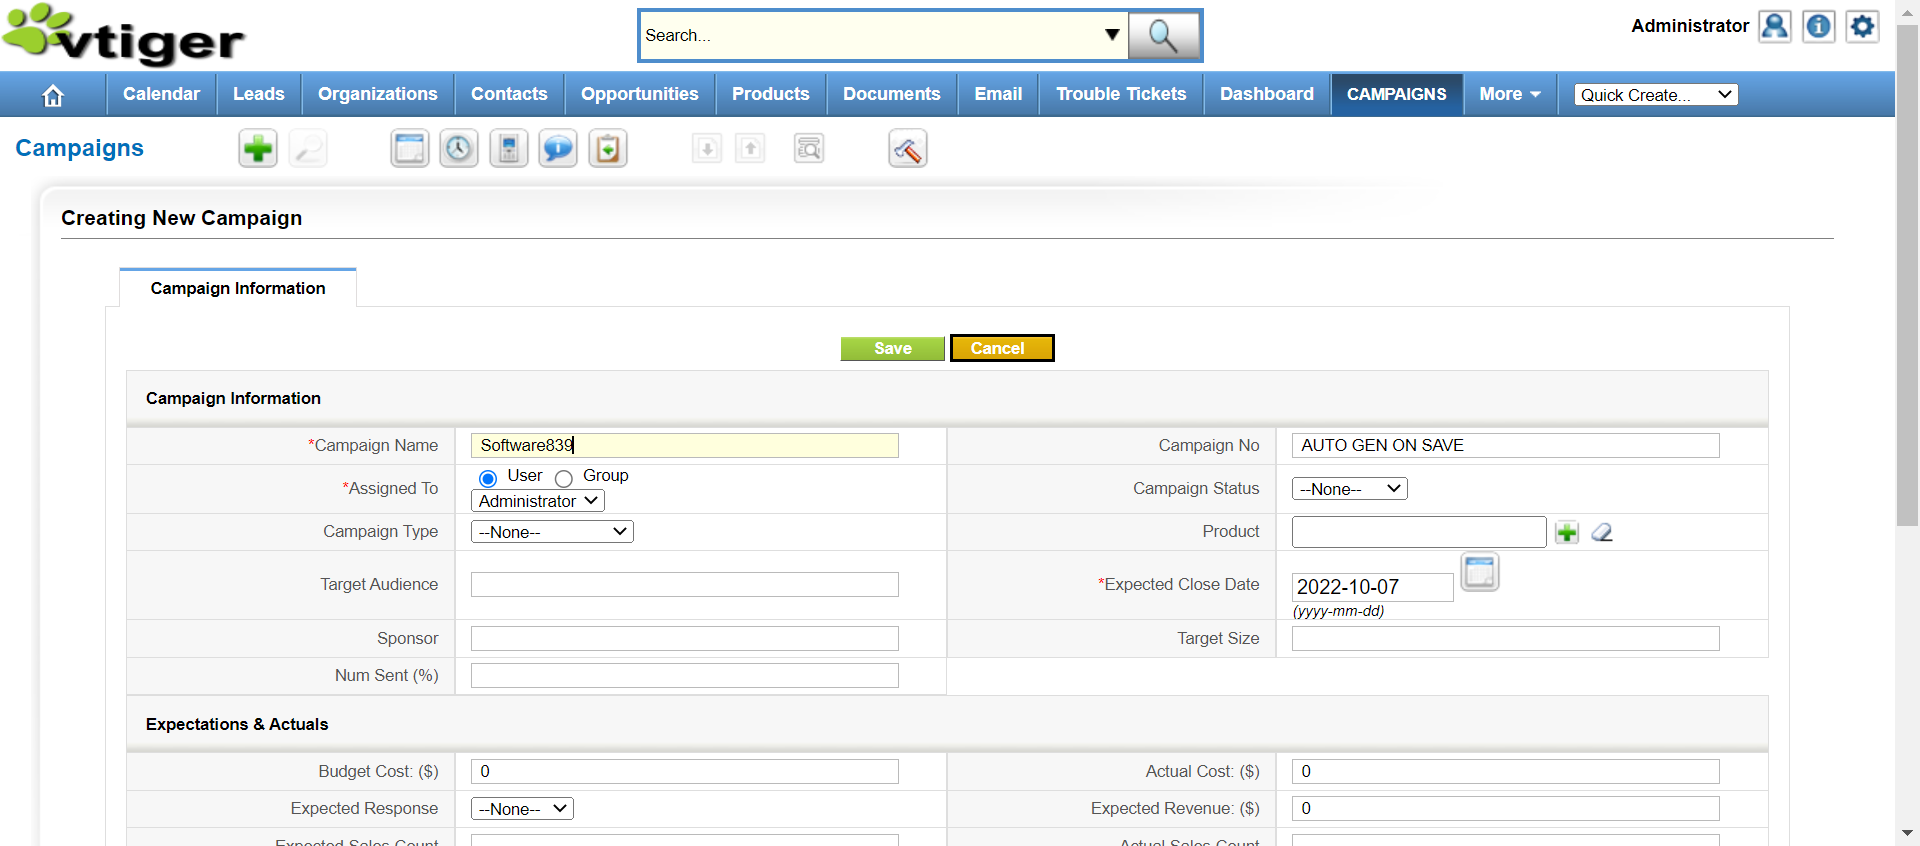 vtiger
Search...
Administrator
Calendar Leads Organizations Contacts Opportunities Products Documents Email Trouble Tickets Dashboard CAMPAIGNS More Quick Create...
Campaigns
Creating New Campaign
Campaign Information
Save Cancel
Campaign Information
*Campaign Name Software839 Campaign No AUTO GEN ON SAVE
*Assigned To User Group Administrator Campaign Status --None--
Campaign Type --None-- Product
Target Audience *Expected Close Date 2022-10-07
(yyyy-mm-dd)
Sponsor Target Size
Num Sent (%)
Expectations & Actuals
Budget Cost: ($) 0 Actual Cost: ($) 0
Expected Response --None-- Expected Revenue: ($) 0
Expected Sales Count Actual Sales Count